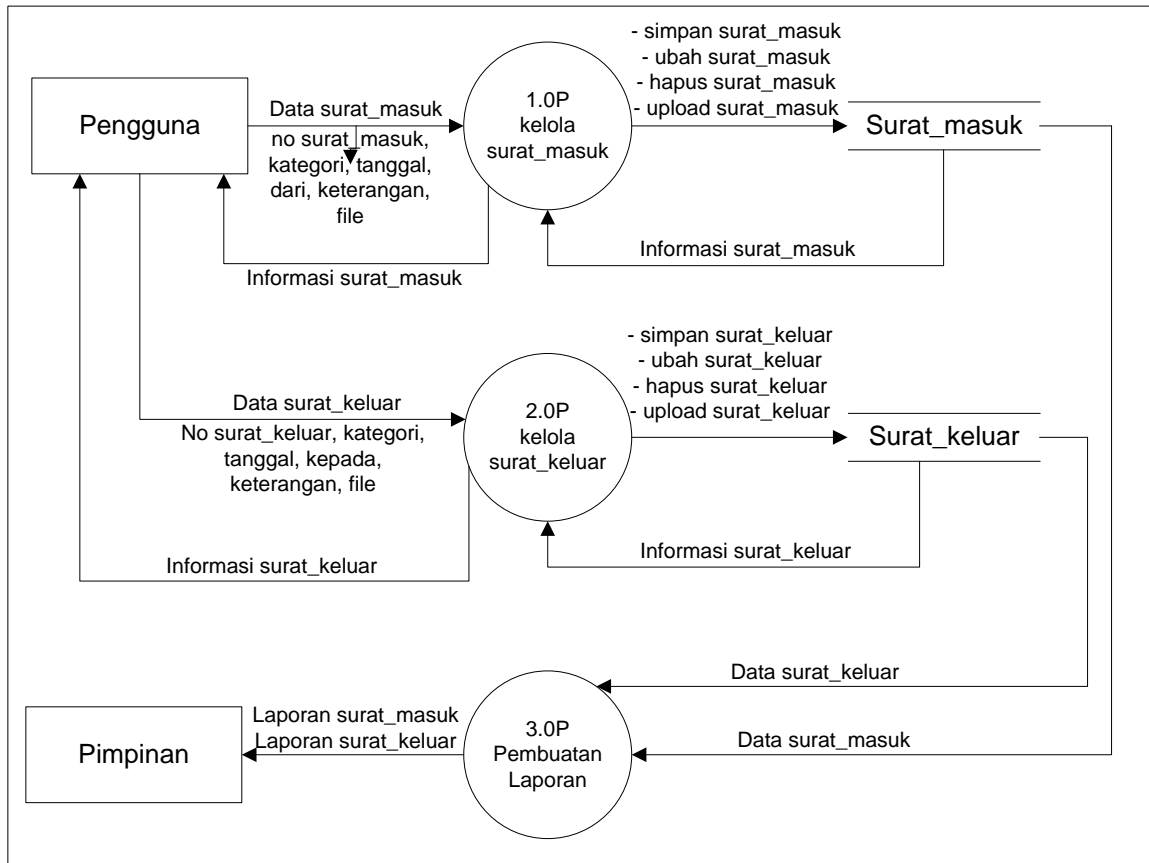 - simpan surat_masuk
- ubah surat_masuk
- hapus surat_masuk
- upload surat_masuk
Pengguna
Data surat_masuk
no surat_masuk,
kategori, tanggal,
dari, keterangan,
file
1.0P
kelola
surat_masuk
Surat_masuk
Informasi surat_masuk
Informasi surat_masuk
- simpan surat_keluar
- ubah surat_keluar
- hapus surat_keluar
- upload surat_keluar
Data surat_keluar
No surat_keluar, kategori,
tanggal, kepada,
keterangan, file
2.0P
kelola
surat_keluar
Surat_keluar
Informasi surat_keluar
Informasi surat_keluar
Data surat_keluar
Pimpinan
Laporan surat_masuk
Laporan surat_keluar
3.0P
Pembuatan
Laporan
Data surat_masuk